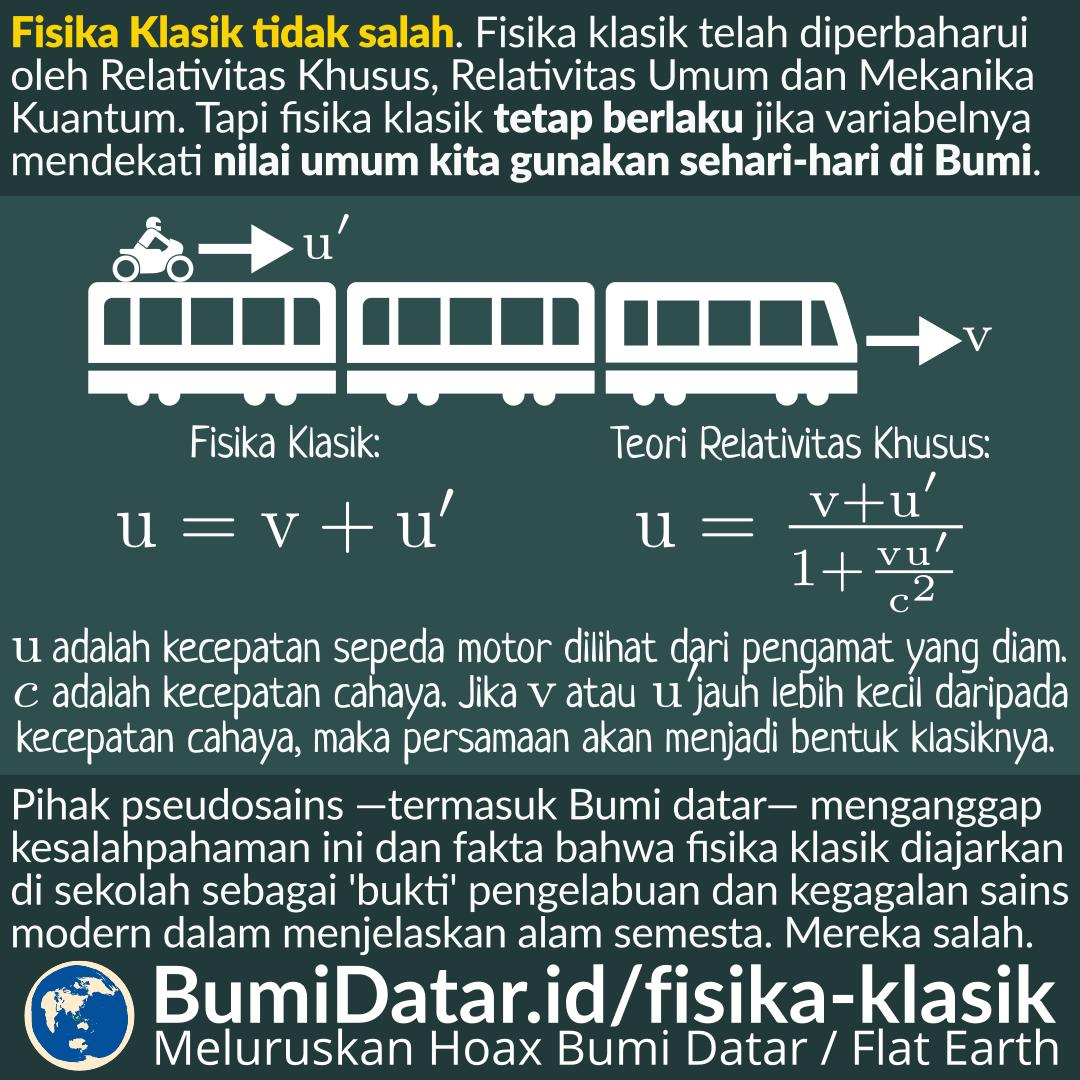 Fisika Klasik tidak salah. Fisika klasik telah diperbaharui
oleh Relativitas Khusus, Relativitas Umum dan Mekanika
Kuantum. Tapi fisika klasik tetap berlaku jika variabelnya
mendekati nilai umum kita gunakan sehari-hari di Bumi.
u′
v
Fisika Klasik:
u = v + u′
Teori Relativitas Khusus:
u = (v+u′)/(1+(vu′/c²))
u adalah kecepatan sepeda motor dilihat dari pengamat yang diam.
c adalah kecepatan cahaya. Jika v atau u′ jauh lebih kecil daripada
kecepatan cahaya, maka persamaan akan menjadi bentuk klasiknya.
Pihak pseudosains —termasuk Bumi datar— menganggap
kesalahpahaman ini dan fakta bahwa fisika klasik diajarkan
di sekolah sebagai 'bukti' pengelabuan dan kegagalan sains
modern dalam menjelaskan alam semesta. Mereka salah.
BumiDatar.id/fisika-klasik
Meluruskan Hoax Bumi Datar / Flat Earth